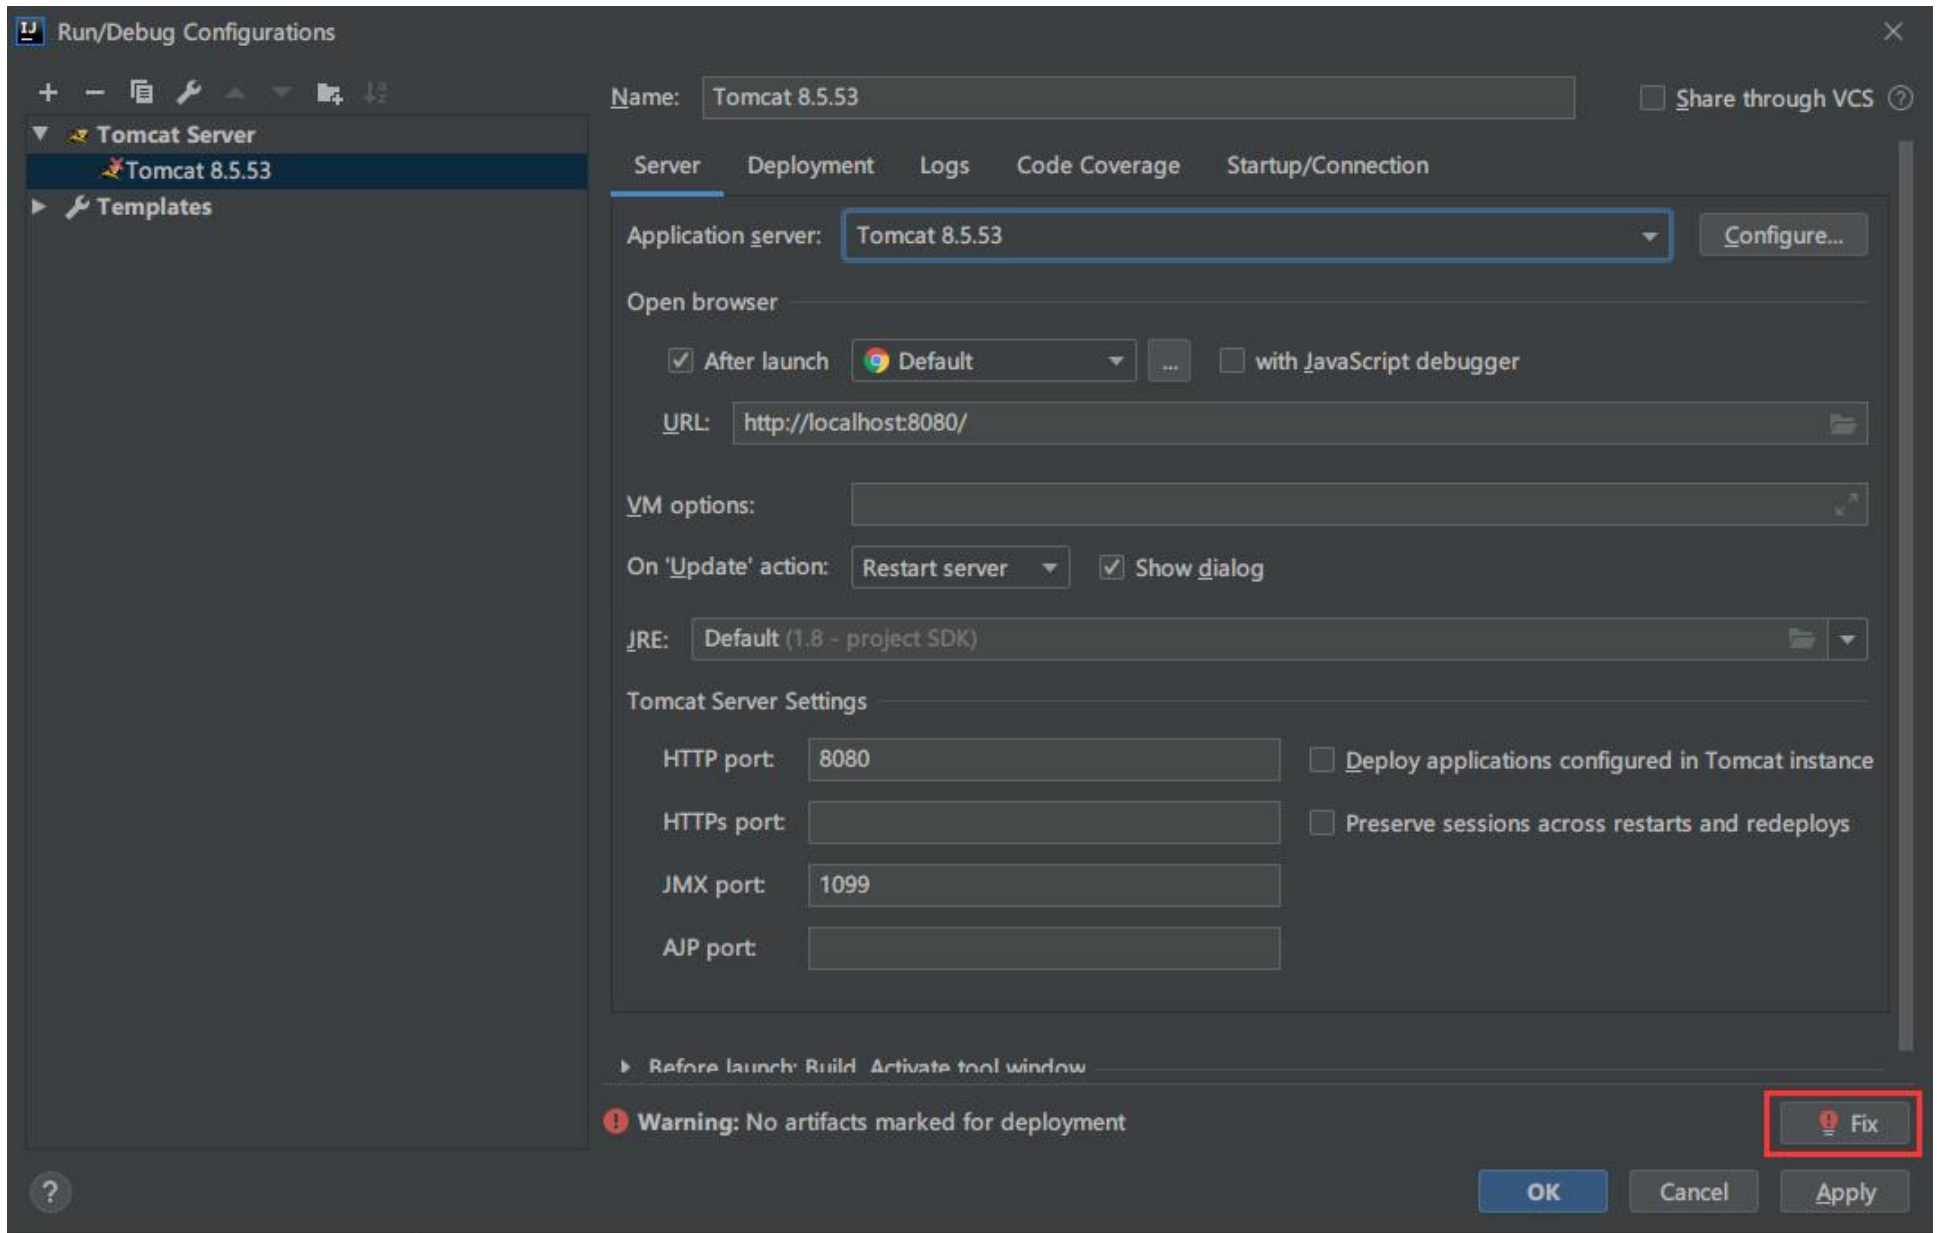 Run/Debug Configurations
Name: Tomcat 8.5.53
Share through VCS
Tomcat Server
Tomcat 8.5.53
Templates
Server Deployment Logs Code Coverage Startup/Connection
Application server: Tomcat 8.5.53 Configure...
Open browser
After launch Default ... with JavaScript debugger
URL: http://localhost:8080/
VM options:
On 'Update' action: Restart server Show dialog
JRE: Default (1.8 - project SDK)
Tomcat Server Settings
HTTP port: 8080 Deploy applications configured in Tomcat instance
HTTPs port: Preserve sessions across restarts and redeploys
JMX port: 1099
AJP port:
Before launch: Build, Activate tool window
Warning: No artifacts marked for deployment
Fix
OK Cancel Apply